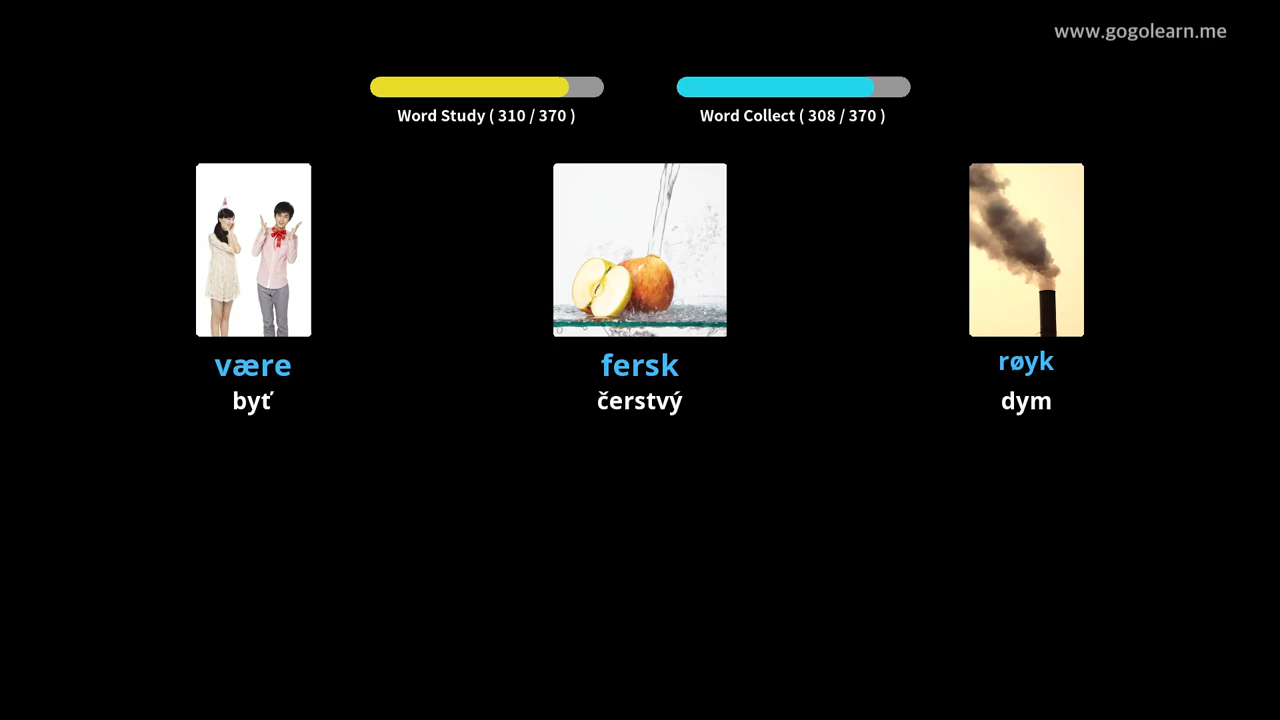 www.gogolearn.me
Word Study ( 310 / 370 )
Word Collect ( 308 / 370 )
være
fersk
røyk
byť
čerstvý
dym